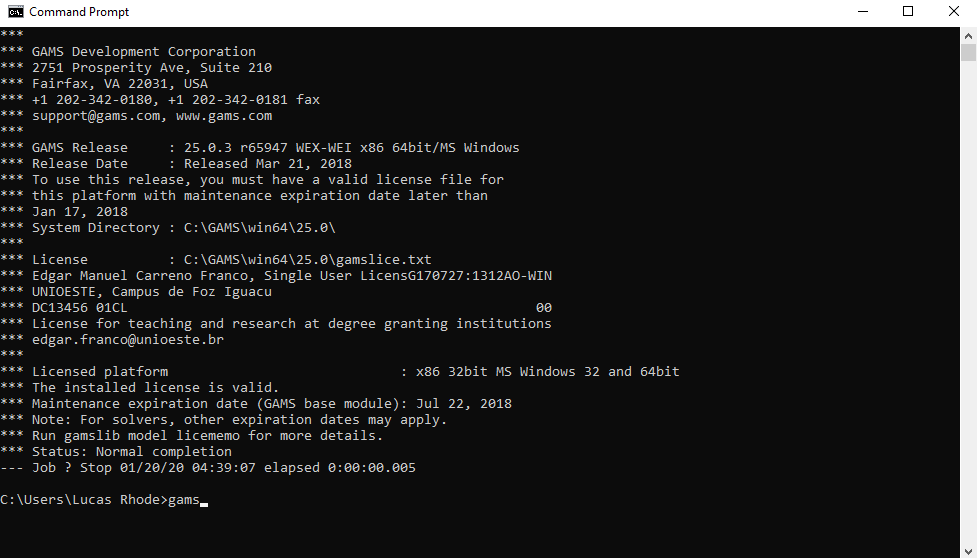 Command Prompt
***
*** GAMS Development Corporation
*** 2751 Prosperity Ave, Suite 210
*** Fairfax, VA 22031, USA
*** +1 202-342-0180, +1 202-342-0181 fax
*** support@gams.com, www.gams.com
***
*** GAMS Release     : 25.0.3 r65947 WEX-WEI x86 64bit/MS Windows
*** Release Date     : Released Mar 21, 2018
*** To use this release, you must have a valid license file for
*** this platform with maintenance expiration date later than
*** Jan 17, 2018
*** System Directory : C:\GAMS\win64\25.0\
***
*** License          : C:\GAMS\win64\25.0\gamslice.txt
*** Edgar Manuel Carreno Franco, Single User LicensG170727:1312AO-WIN
*** UNIOESTE, Campus de Foz Iguacu
*** DC13456 01CL                                                   00
*** License for teaching and research at degree granting institutions
*** edgar.franco@unioeste.br
***
*** Licensed platform                             : x86 32bit MS Windows 32 and 64bit
*** The installed license is valid.
*** Maintenance expiration date (GAMS base module): Jul 22, 2018
*** Note: For solvers, other expiration dates may apply.
*** Run gamslib model licememo for more details.
*** Status: Normal completion
--- Job ? Stop 01/20/20 04:39:07 elapsed 0:00:00.005
C:\Users\Lucas Rhode>gams